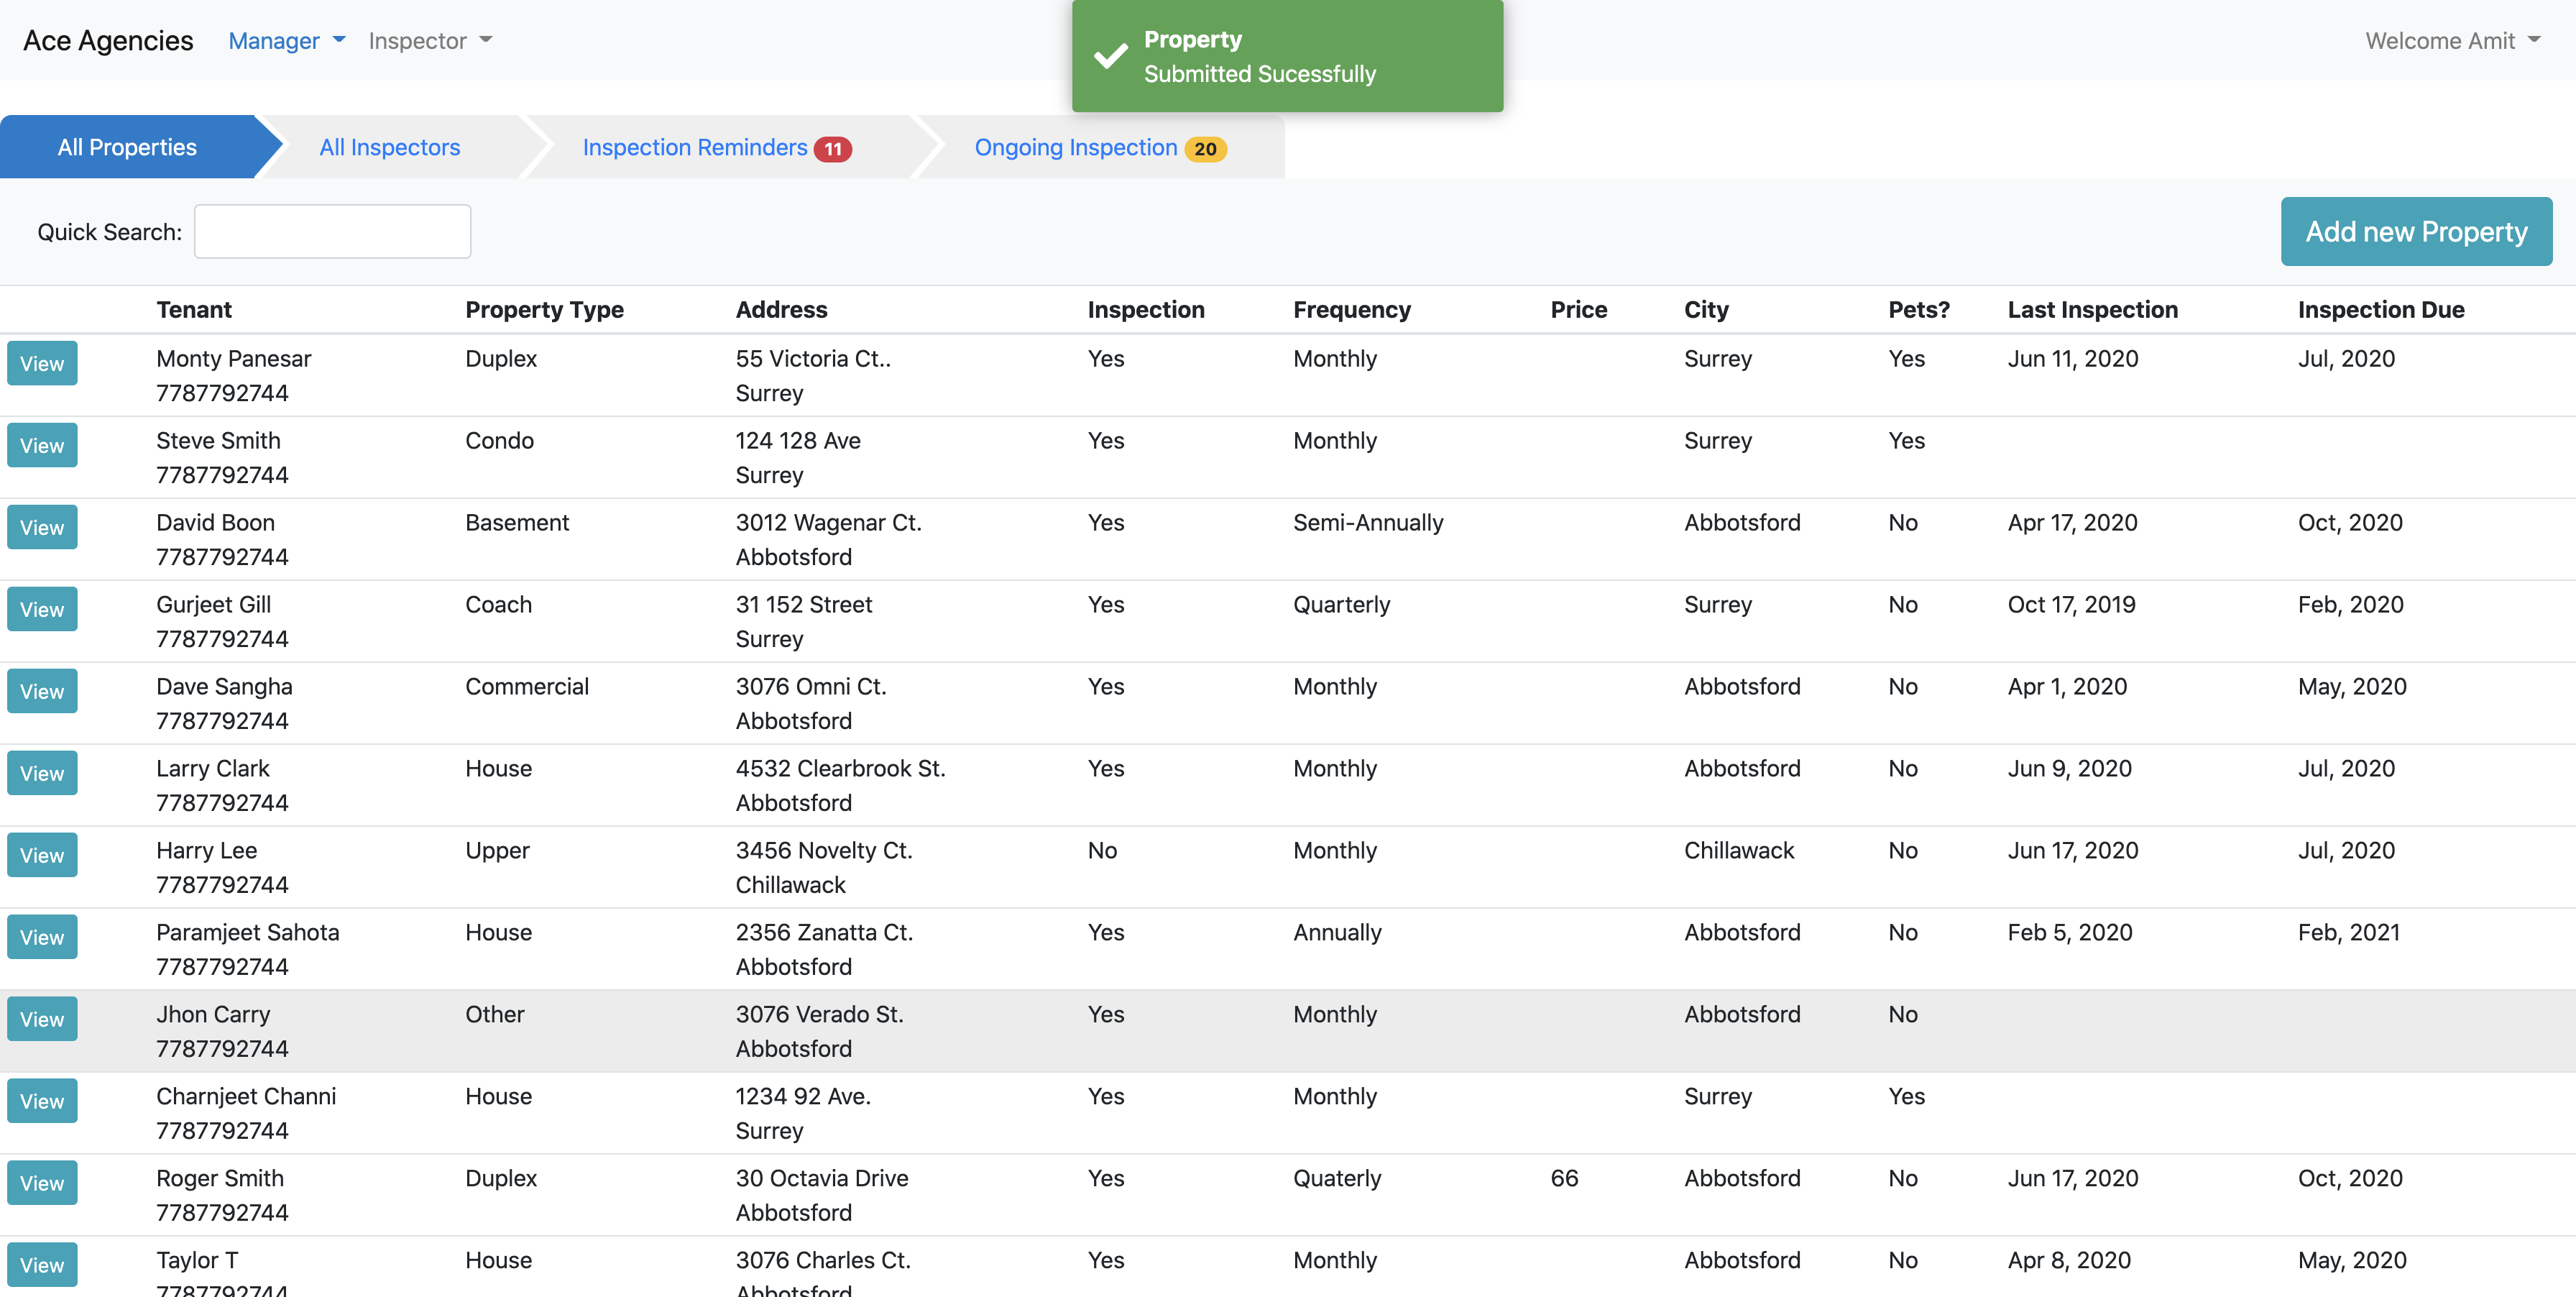 Ace Agencies Manager Inspector Welcome Amit
Property
Submitted Sucessfully
All Properties All Inspectors Inspection Reminders 11 Ongoing Inspection 20
Quick Search: Add new Property
Tenant Property Type Address Inspection Frequency Price City Pets? Last Inspection Inspection Due
View Monty Panesar Duplex 55 Victoria Ct.. Yes Monthly Surrey Yes Jun 11, 2020 Jul, 2020
7787792744 Surrey
View Steve Smith Condo 124 128 Ave Yes Monthly Surrey Yes
7787792744 Surrey
View David Boon Basement 3012 Wagenar Ct. Yes Semi-Annually Abbotsford No Apr 17, 2020 Oct, 2020
7787792744 Abbotsford
View Gurjeet Gill Coach 31 152 Street Yes Quarterly Surrey No Oct 17, 2019 Feb, 2020
7787792744 Surrey
View Dave Sangha Commercial 3076 Omni Ct. Yes Monthly Abbotsford No Apr 1, 2020 May, 2020
7787792744 Abbotsford
View Larry Clark House 4532 Clearbrook St. Yes Monthly Abbotsford No Jun 9, 2020 Jul, 2020
7787792744 Abbotsford
View Harry Lee Upper 3456 Novelty Ct. No Monthly Chillawack No Jun 17, 2020 Jul, 2020
7787792744 Chillawack
View Paramjeet Sahota House 2356 Zanatta Ct. Yes Annually Abbotsford No Feb 5, 2020 Feb, 2021
7787792744 Abbotsford
View Jhon Carry Other 3076 Verado St. Yes Monthly Abbotsford No
7787792744 Abbotsford
View Charnjeet Channi House 1234 92 Ave. Yes Monthly Surrey Yes
7787792744 Surrey
View Roger Smith Duplex 30 Octavia Drive Yes Quaterly 66 Abbotsford No Jun 17, 2020 Oct, 2020
7787792744 Abbotsford
View Taylor T House 3076 Charles Ct. Yes Monthly Abbotsford No Apr 8, 2020 May, 2020
7787792744 Abbotsford